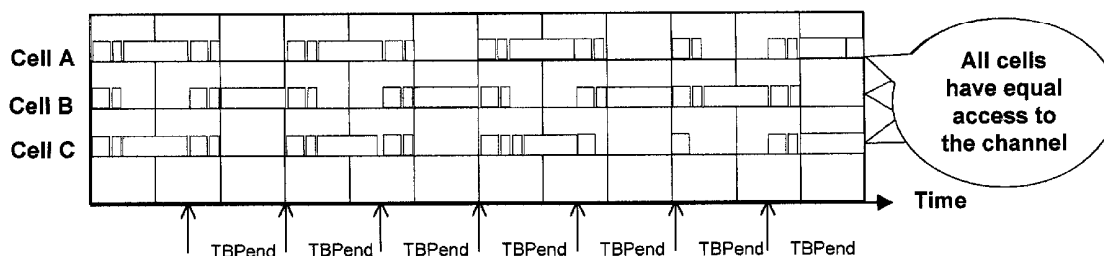 Cell A
Cell B
Cell C
All cells
have equal
access to
the channel
Time
TBPend TBPend TBPend TBPend TBPend TBPend TBPend